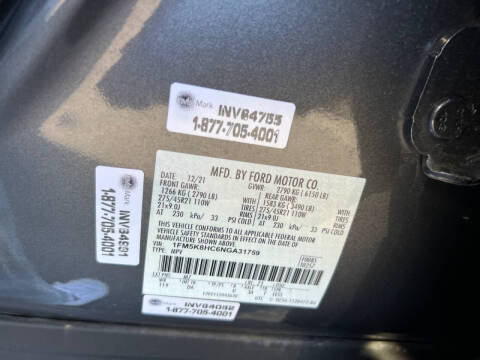 Mark INV84755
1-877-705-4001
MFD. BY FORD MOTOR CO.
DATE 12/21 GVWR: 2790 KG (6150 LB)
FRONT GAWR: REAR GAWR:
1266 KG (2790 LB) 1583 KG (3490 LB)
275/45R21 110W WITH 275/45R21 110W WITH
21x9.0J TIRES 21x9.0J TIRES
RIMS RIMS
AT 230 kPa/ 33 PSI COLD AT 230 kPa/ 33 PSI COLD
THIS VEHICLE CONFORMS TO ALL APPLICABLE FEDERAL MOTOR
VEHICLE SAFETY STANDARDS IN EFFECT ON THE DATE OF
MANUFACTURE SHOWN ABOVE.
VIN: 1FM5K8HC6NGA31759
TYPE: MPV
Mark
1-877-705-4001
1-877-705-4001